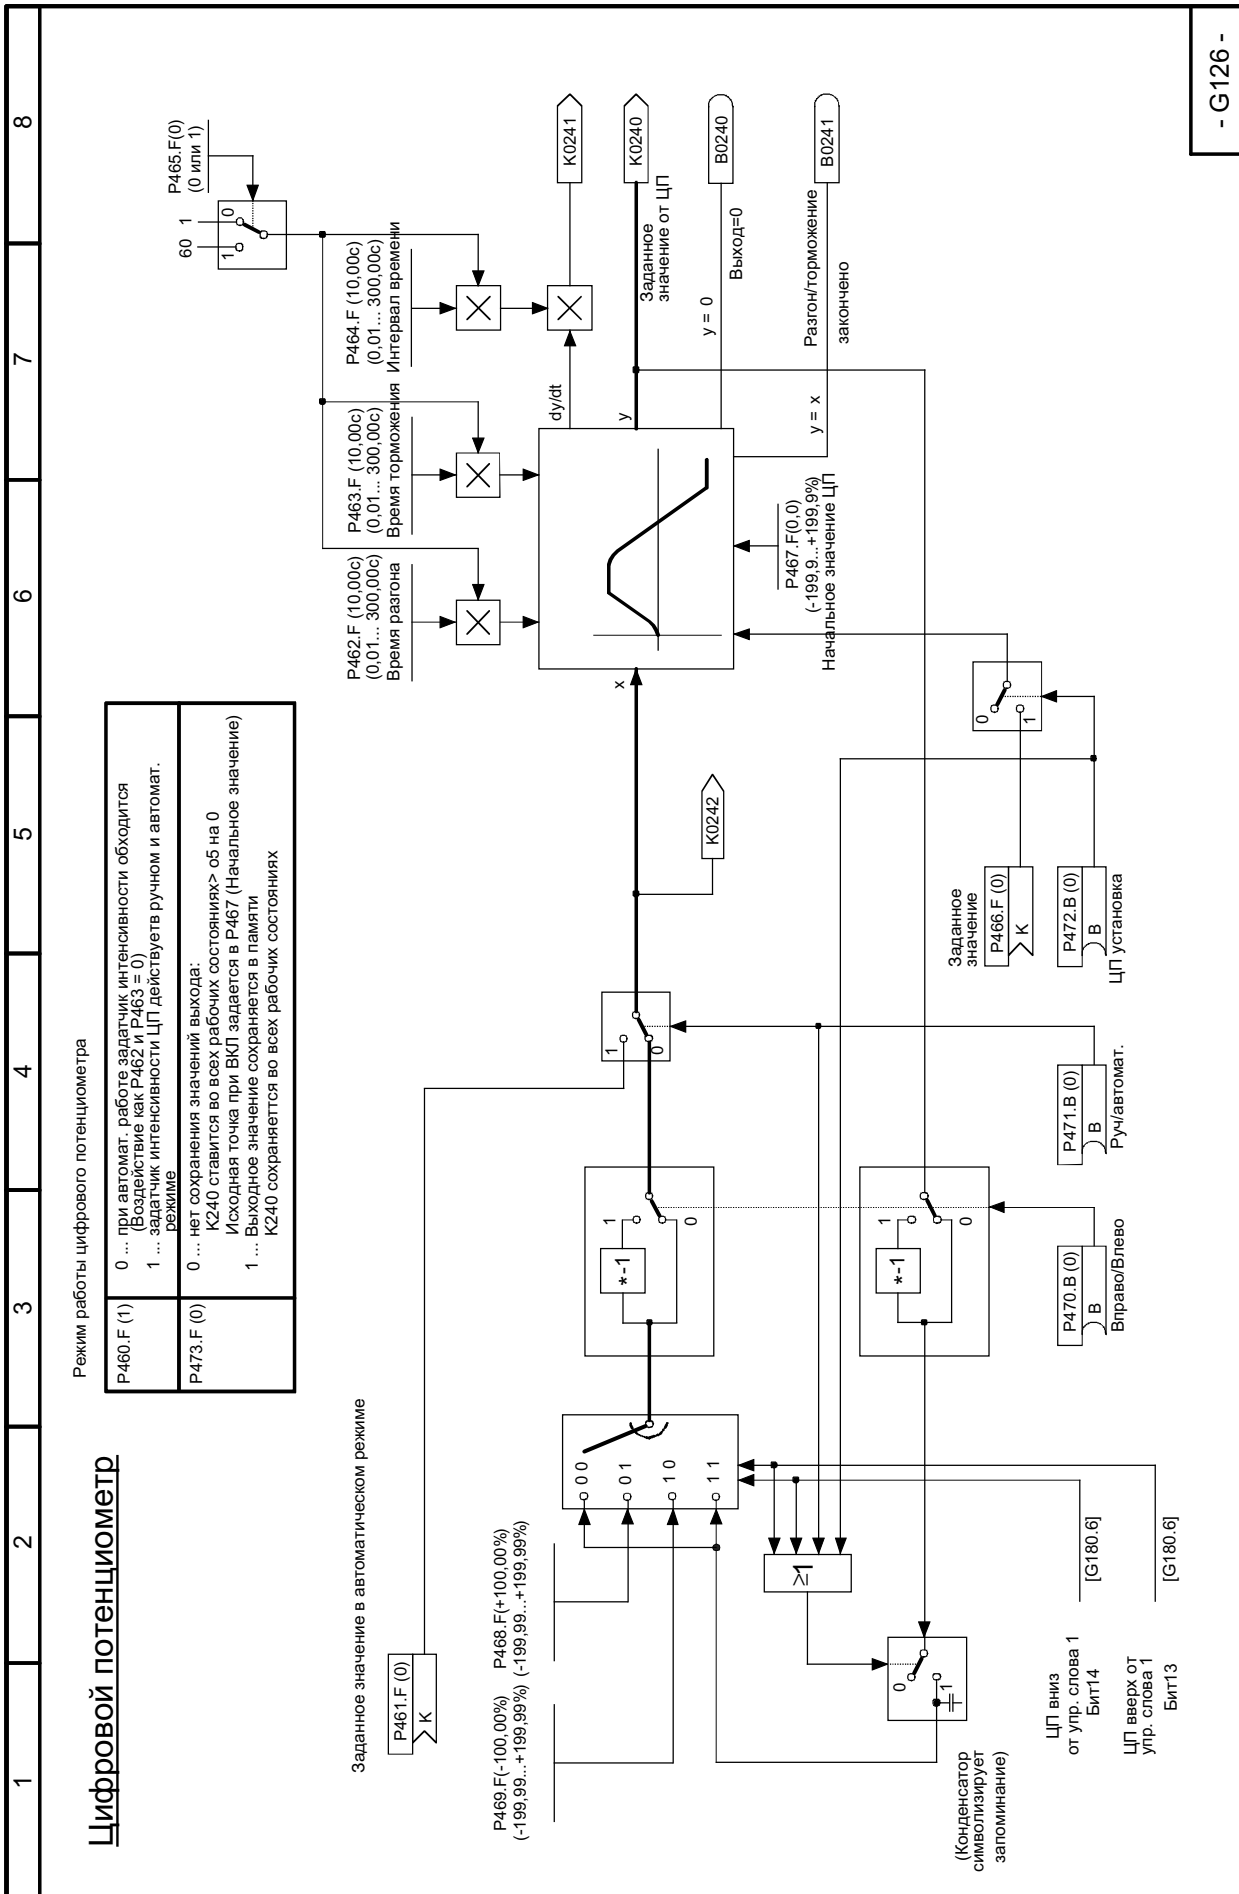 1 2 3 4 5 6 7 8
Цифровой потенциометр
Режим работы цифрового потенциометра
P460.F (1)
0 ... при автомат. работе задатчик интенсивности обходится
(Воздействие как P462 и P463 = 0)
1 ... задатчик интенсивности ЦП действуетв ручном и автомат.
режиме
P473.F (0)
0 ... нет сохранения значений выхода:
K240 ставится во всех рабочих состояниях> o5 на 0
Исходная точка при ВКЛ задается в P467 (Начальное значение)
1 ... Выходное значение сохраняется в памяти
K240 сохраняеттся во всех рабочих состояниях
P465.F(0)
(0 или 1)
60 1
1 0
Заданное значение в автоматическом режиме
P461.F (0)
K
P462.F (10,00c)
(0,01... 300,00c)
Время разгона
P463.F (10,00c)
(0,01... 300,00c)
Время торможения
P464.F (10,00c)
(0,01... 300,00c)
Интервал времени
P469.F(-100,00%)
(-199,99...+199,99%)
P468.F(+100,00%)
(-199,99...+199,99%)
0 0
0 1
1 0
1 1
*-1
1
0
1
0
K0242
x
dy/dt
K0241
y
K0240
Заданное
значение от ЦП
y = 0
B0240
Выход=0
y = x
B0241
Разгон/торможение
закончено
P467.F(0,0)
(-199,9...+199,9%)
Начальное значение ЦП
≥1
0
1
*-1
1
0
0
1
(Конденсатор
символизирует
запоминание)
Заданное
значение
P466.F (0)
K
P472.B (0)
B
ЦП установка
P471.B (0)
B
Руч/автомат.
P470.B (0)
B
Вправо/Влево
ЦП вниз
от упр. слова 1
Бит14
[G180.6]
ЦП вверх от
упр. слова 1
Бит13
[G180.6]
- G126 -